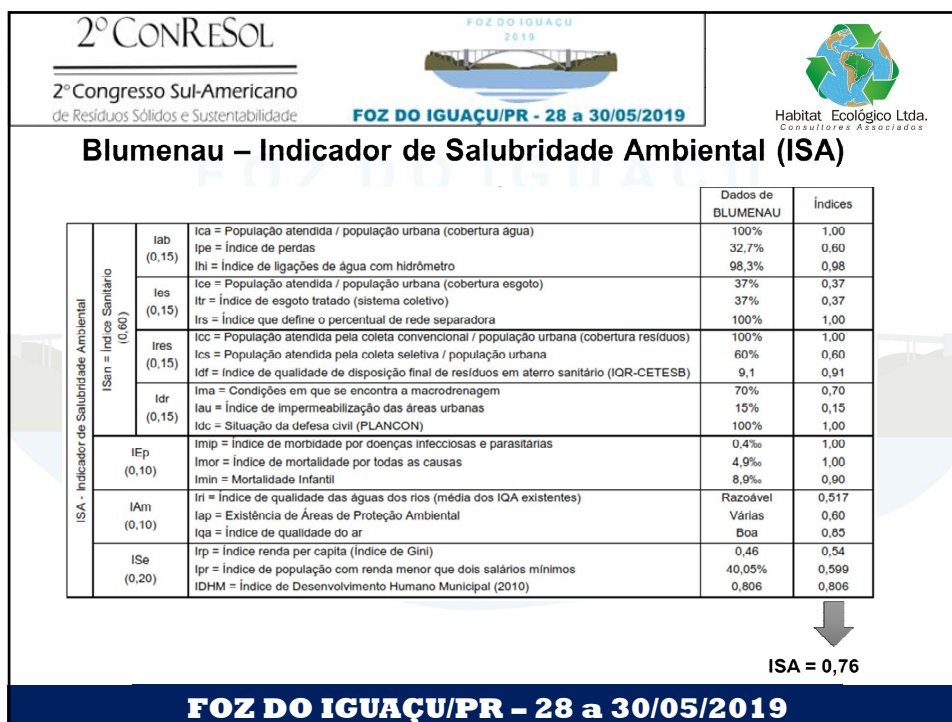 2° CONRESOL
2° Congresso Sul-Americano
de Resíduos Sólidos e Sustentabilidade
FOZ DO IGUAÇU
2019
FOZ DO IGUAÇU/PR - 28 a 30/05/2019
Habitat Ecológico Ltda.
Consultores Associados
Blumenau – Indicador de Salubridade Ambiental (ISA)
FOZ DO IGUAÇU
Dados de
BLUMENAU
Índices
ISA - Indicador de Salubridade Ambiental
ISan = Índice Sanitário
(0,60)
Iab
(0,15)
Ica = População atendida / população urbana (cobertura água) 100% 1,00
Ipe = Índice de perdas 32,7% 0,60
Ihi = Índice de ligações de água com hidrômetro 98,3% 0,98
Ies
(0,15)
Ice = População atendida / população urbana (cobertura esgoto) 37% 0,37
Itr = Índice de esgoto tratado (sistema coletivo) 37% 0,37
Irs = Índice que define o percentual de rede separadora 100% 1,00
Ires
(0,15)
Icc = População atendida pela coleta convencional / população urbana (cobertura resíduos) 100% 1,00
Ics = População atendida pela coleta seletiva / população urbana 60% 0,60
Idf = índice de qualidade de disposição final de resíduos em aterro sanitário (IQR-CETESB) 9,1 0,91
Idr
(0,15)
Ima = Condições em que se encontra a macrodrenagem 70% 0,70
Iau = Índice de impermeabilização das áreas urbanas 15% 0,15
Idc = Situação da defesa civil (PLANCON) 100% 1,00
IEp
(0,10)
Imip = Índice de morbidade por doenças infecciosas e parasitárias 0,4‰ 1,00
Imor = Índice de mortalidade por todas as causas 4,9‰ 1,00
Imin = Mortalidade Infantil 8,9‰ 0,90
IAm
(0,10)
Iri = Índice de qualidade das águas dos rios (média dos IQA existentes) Razoável 0,517
Iap = Existência de Áreas de Proteção Ambiental Várias 0,60
Iqa = Índice de qualidade do ar Boa 0,85
ISe
(0,20)
Irp = Índice renda per capita (Índice de Gini) 0,46 0,54
Ipr = Índice de população com renda menor que dois salários mínimos 40,05% 0,599
IDHM = Índice de Desenvolvimento Humano Municipal (2010) 0,806 0,806
ISA = 0,76
FOZ DO IGUAÇU/PR – 28 a 30/05/2019